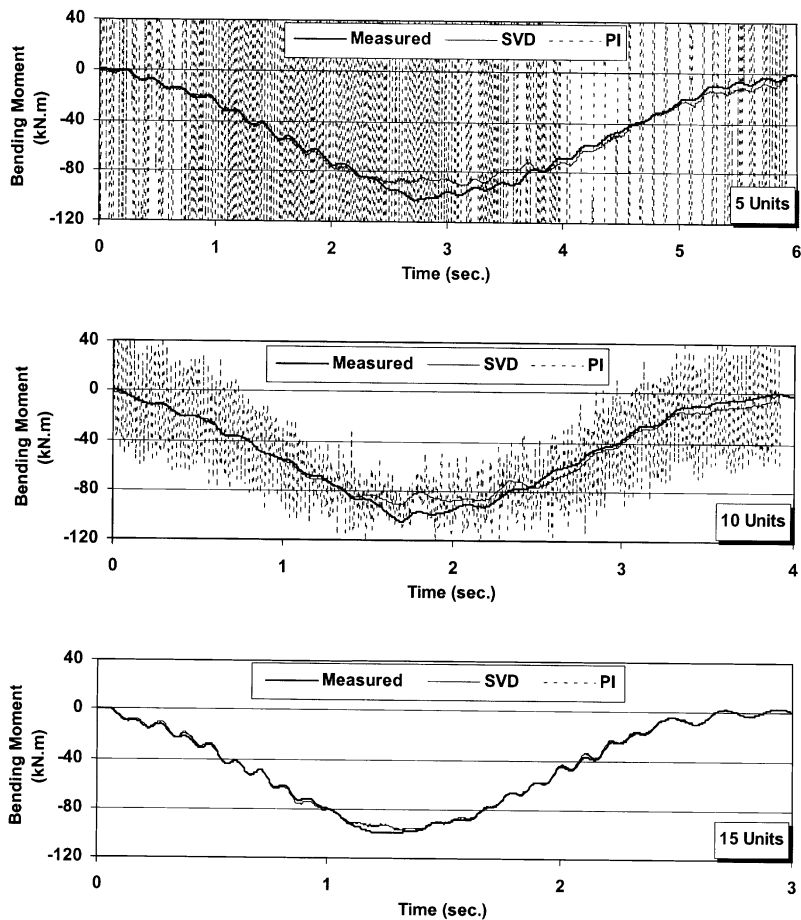 Measured SVD PI
Bending Moment
(kN.m)
40
0
-40
-80
-120
5 Units
0 1 2 3 4 5 6
Time (sec.)
Measured SVD PI
Bending Moment
(kN.m)
40
0
-40
-80
-120
10 Units
0 1 2 3 4
Time (sec.)
Measured SVD PI
Bending Moment
(kN.m)
40
0
-40
-80
-120
15 Units
0 1 2 3
Time (sec.)